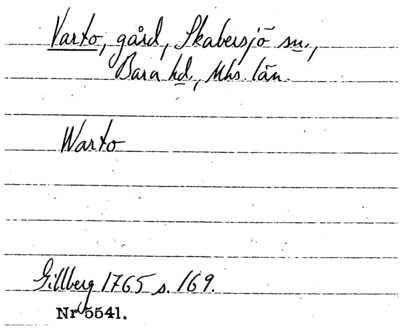 Varto, gård, Skabersjö sn.,
Bara hd., Mhs. län.
Warto
Gillberg 1765 s. 169.
Nr 5541.